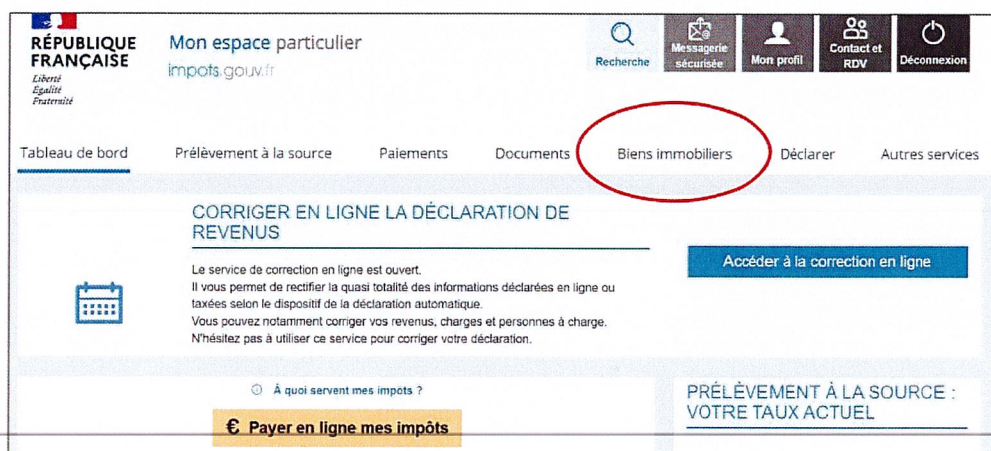 RÉPUBLIQUE
FRANÇAISE
Liberté
Égalité
Fraternité
Mon espace particulier
impots.gouv.fr
Recherche
Messagerie
sécurisée
Mon profil
Contact et
RDV
Déconnexion
Tableau de bord
Prélèvement à la source
Paiements
Documents
Biens immobiliers
Déclarer
Autres services
CORRIGER EN LIGNE LA DÉCLARATION DE
REVENUS
Le service de correction en ligne est ouvert.
Il vous permet de rectifier la quasi totalité des informations déclarées en ligne ou
taxées selon le dispositif de la déclaration automatique.
Vous pouvez notamment corriger vos revenus, charges et personnes à charge.
N'hésitez pas à utiliser ce service pour corriger votre déclaration.
Accéder à la correction en ligne
À quoi servent mes impôts ?
€ Payer en ligne mes impôts
PRÉLÈVEMENT À LA SOURCE :
VOTRE TAUX ACTUEL